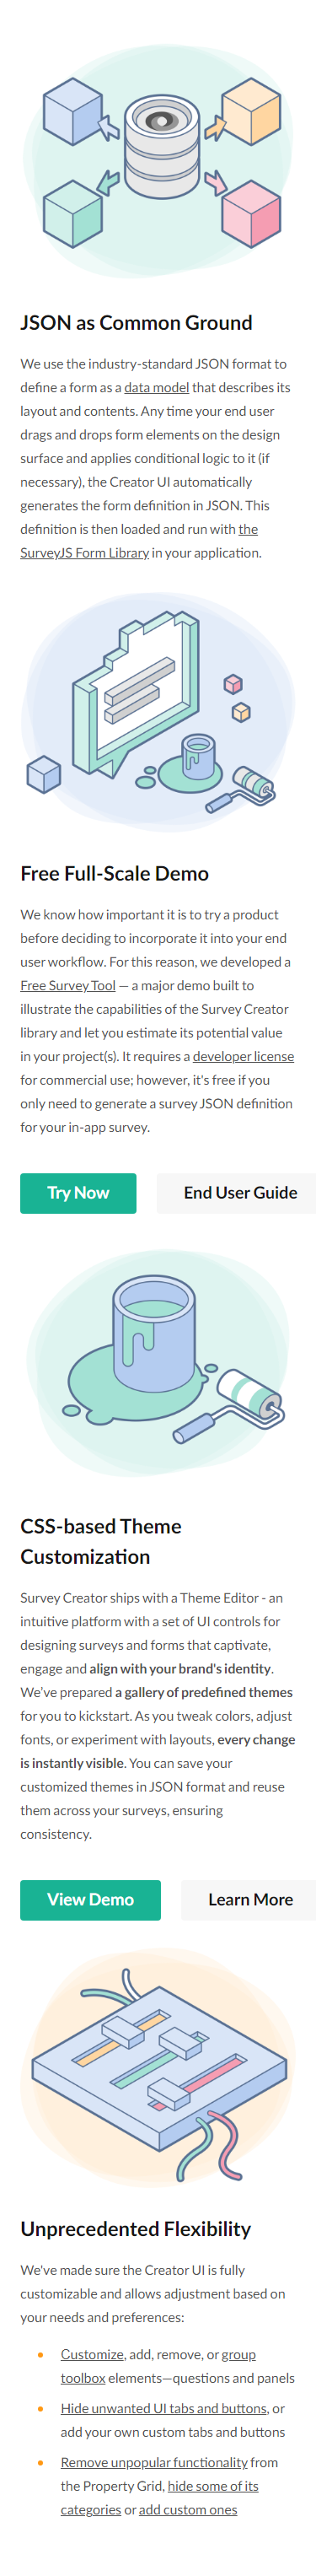 JSON as Common Ground
We use the industry-standard JSON format to
define a form as a data model that describes its
layout and contents. Any time your end user
drags and drops form elements on the design
surface and applies conditional logic to it (if
necessary), the Creator UI automatically
generates the form definition in JSON. This
definition is then loaded and run with the
SurveyJS Form Library in your application.
Free Full-Scale Demo
We know how important it is to try a product
before deciding to incorporate it into your end
user workflow. For this reason, we developed a
Free Survey Tool — a major demo built to
illustrate the capabilities of the Survey Creator
library and let you estimate its potential value
in your project(s). It requires a developer license
for commercial use; however, it's free if you
only need to generate a survey JSON definition
for your in-app survey.
Try Now End User Guide
CSS-based Theme
Customization
Survey Creator ships with a Theme Editor - an
intuitive platform with a set of UI controls for
designing surveys and forms that captivate,
engage and align with your brand's identity.
We've prepared a gallery of predefined themes
for you to kickstart. As you tweak colors, adjust
fonts, or experiment with layouts, every change
is instantly visible. You can save your
customized themes in JSON format and reuse
them across your surveys, ensuring
consistency.
View Demo Learn More
Unprecedented Flexibility
We've made sure the Creator UI is fully
customizable and allows adjustment based on
your needs and preferences:
• Customize, add, remove, or group
toolbox elements—questions and panels
• Hide unwanted UI tabs and buttons, or
add your own custom tabs and buttons
• Remove unpopular functionality from
the Property Grid, hide some of its
categories or add custom ones